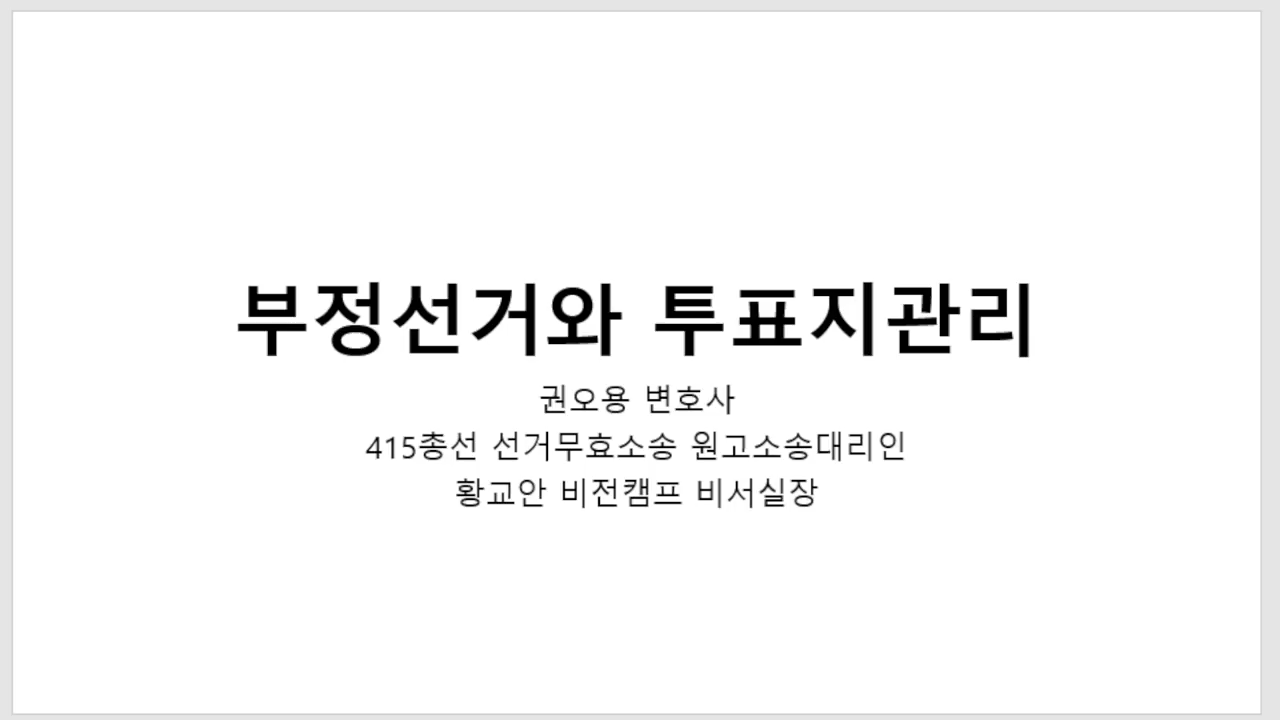 부정선거와 투표지관리
권오용 변호사
415총선 선거무효소송 원고소송대리인
황교안 비전캠프 비서실장